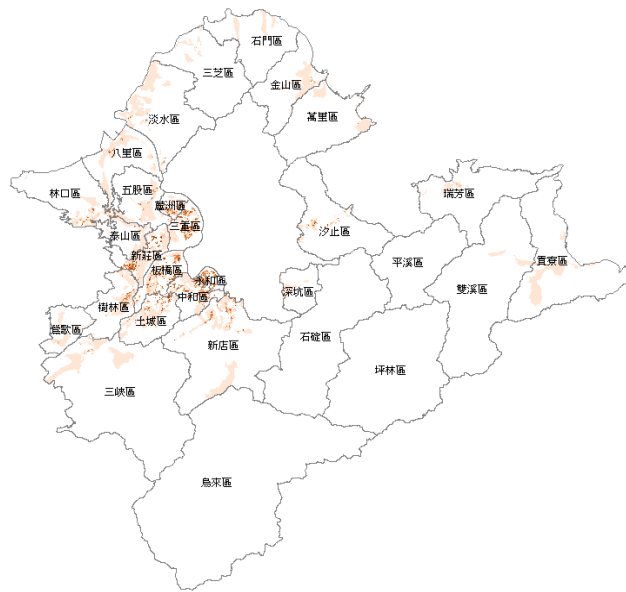 石門區
三芝區
金山區
萬里區
淡水區
八里區
林口區
五股區
瑞芳區
蘆洲區
三重區
汐止區
泰山區
新莊區
平溪區
貢寮區
板橋區
永和區
雙溪區
深坑區
中和區
樹林區
土城區
鶯歌區
新店區
石碇區
坪林區
三峽區
烏來區